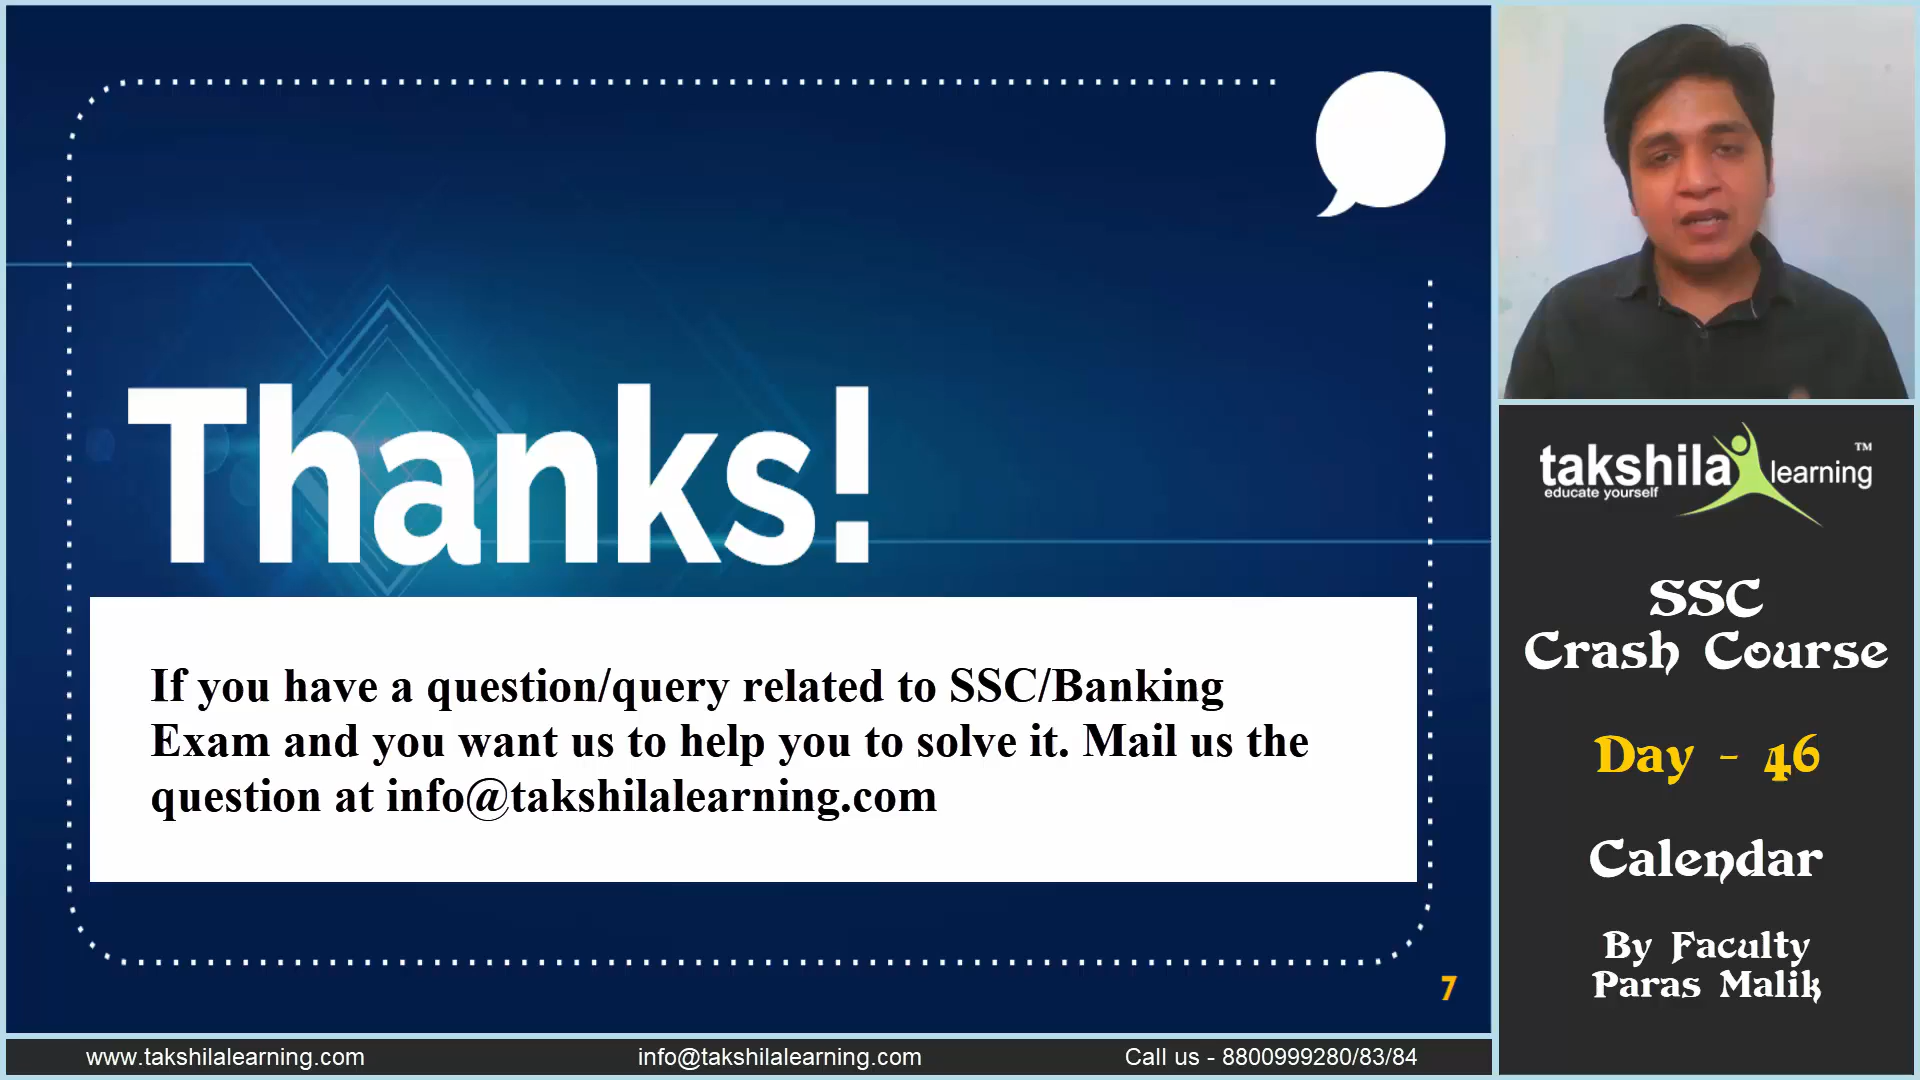 Thanks!
If you have a question/query related to SSC/Banking
Exam and you want us to help you to solve it. Mail us the
question at info@takshilalearning.com
7
takshila learning TM
educate yourself
SSC
Crash Course
Day - 46
Calendar
By Faculty
Paras Malik
www.takshilalearning.com
info@takshilalearning.com
Call us - 8800999280/83/84